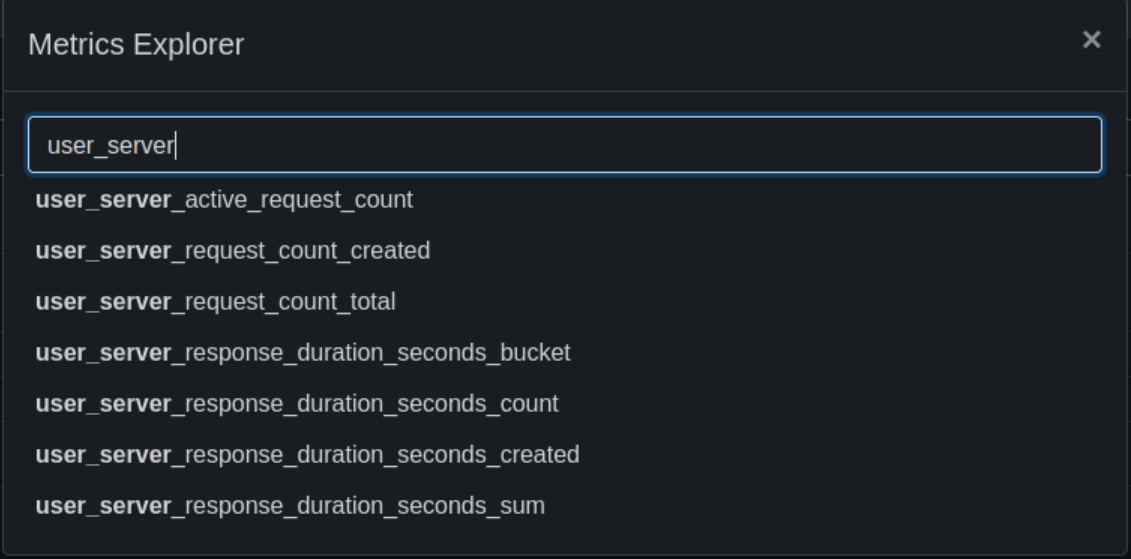 Metrics Explorer
×
user_server
user_server_active_request_count
user_server_request_count_created
user_server_request_count_total
user_server_response_duration_seconds_bucket
user_server_response_duration_seconds_count
user_server_response_duration_seconds_created
user_server_response_duration_seconds_sum